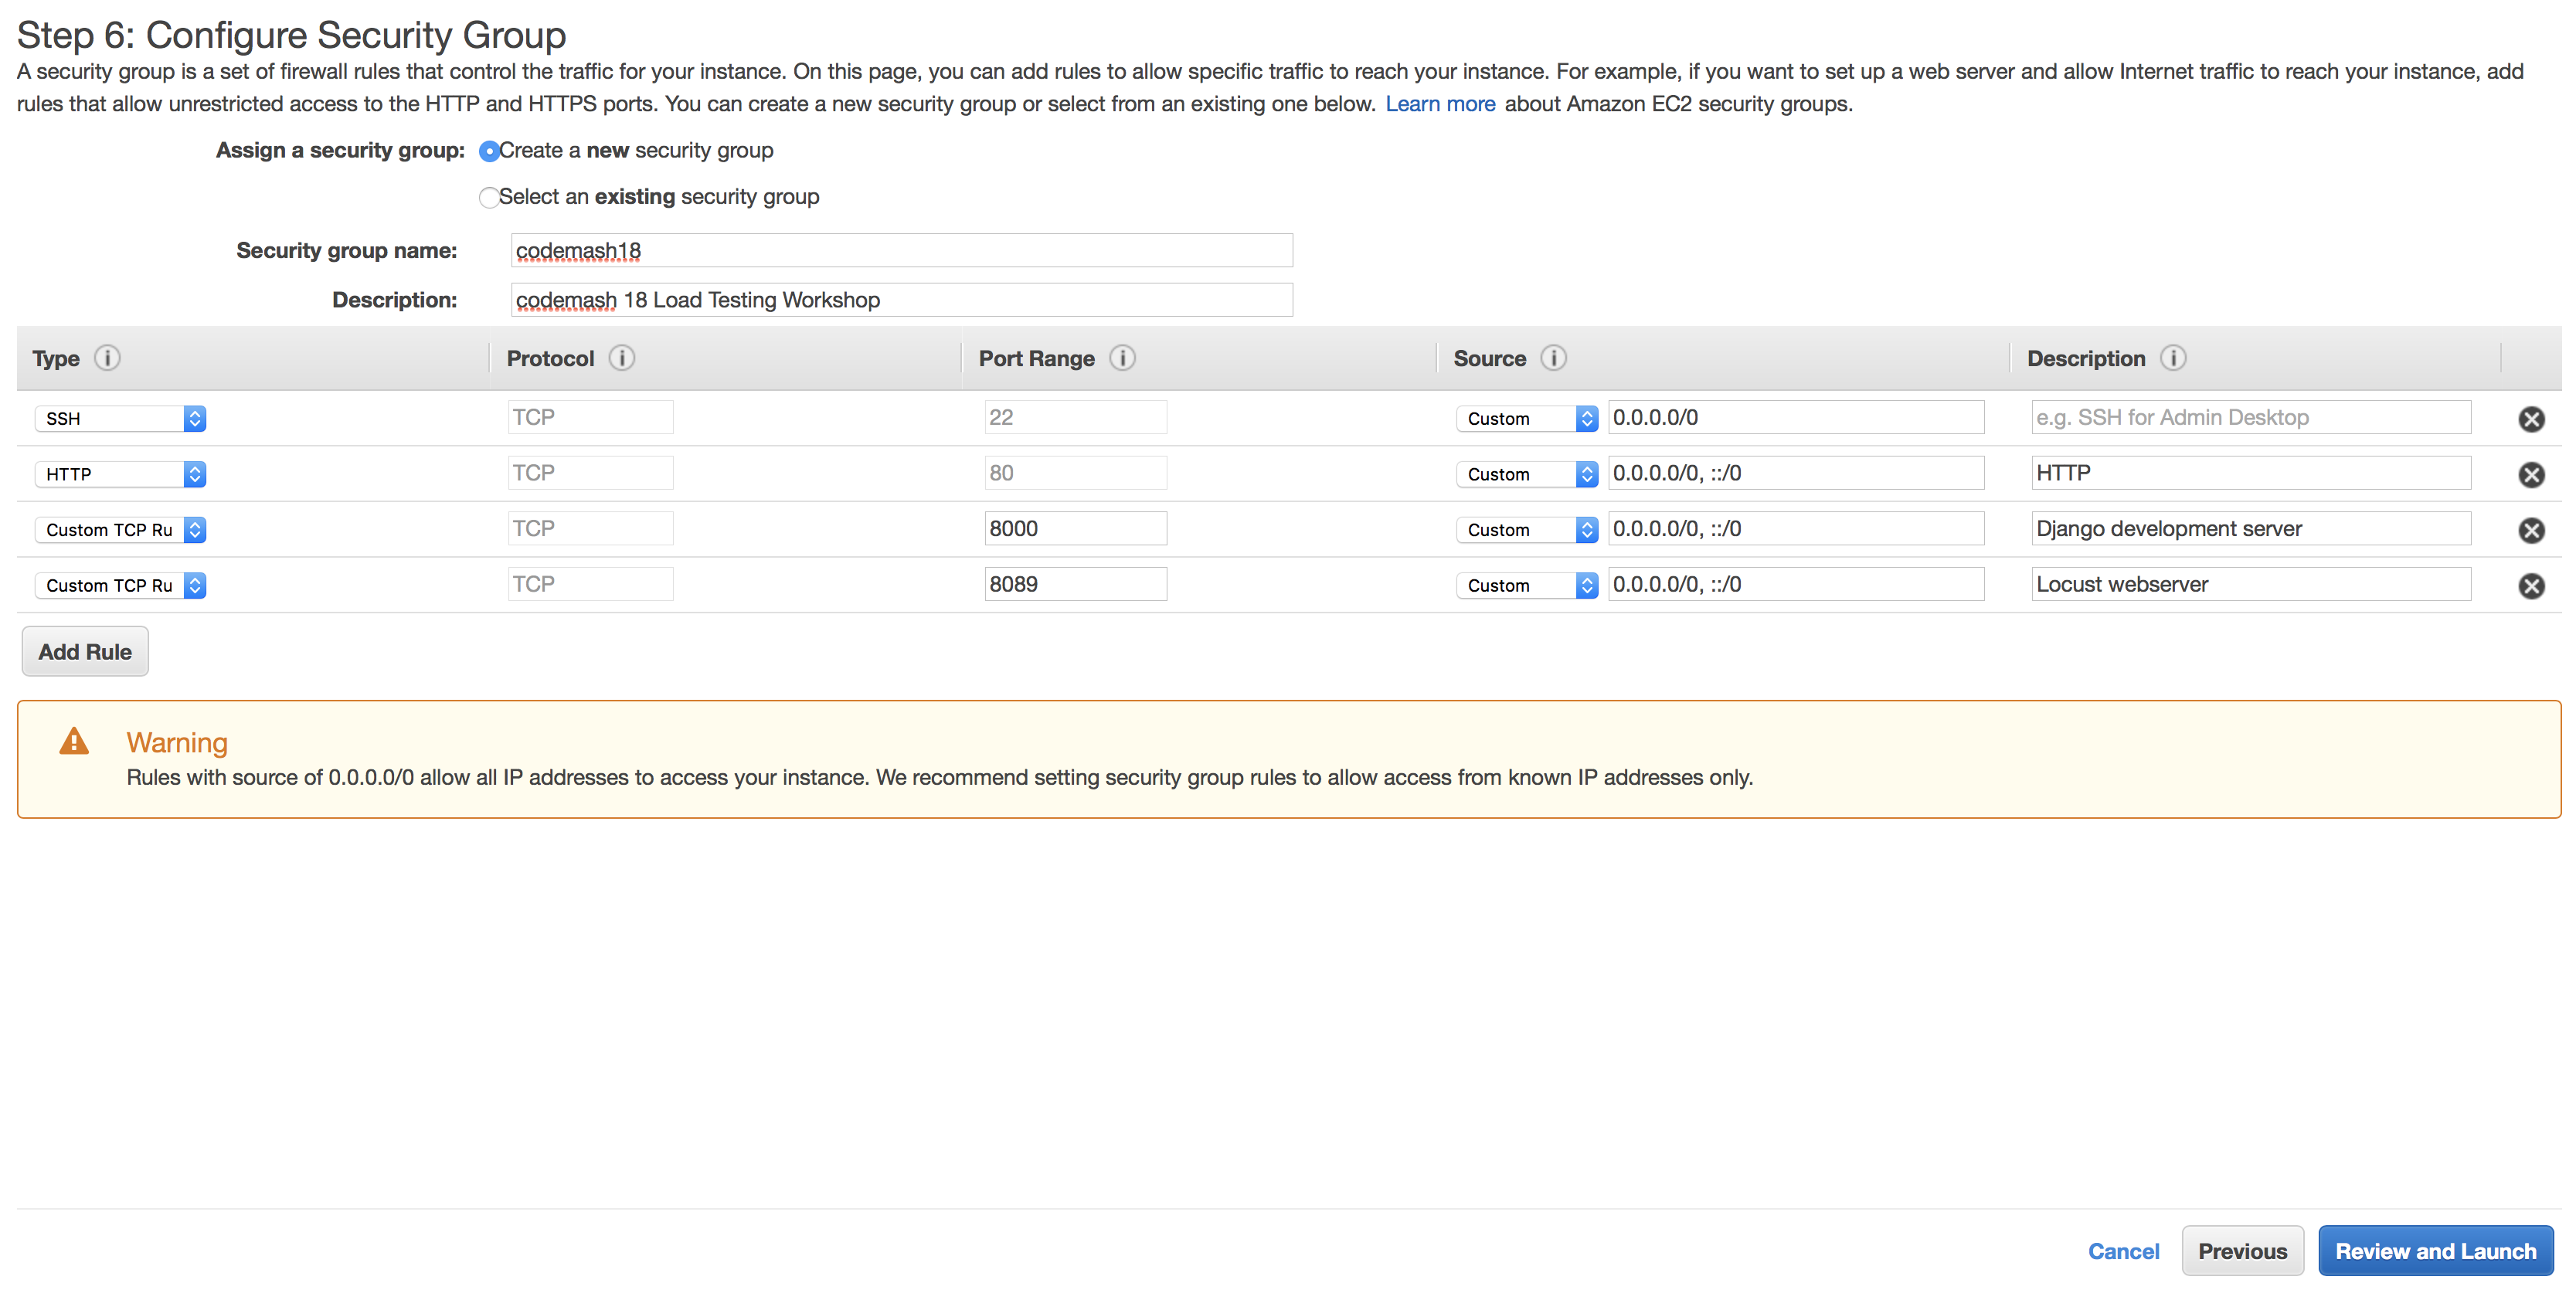 Step 6: Configure Security Group
A security group is a set of firewall rules that control the traffic for your instance. On this page, you can add rules to allow specific traffic to reach your instance. For example, if you want to set up a web server and allow Internet traffic to reach your instance, add
rules that allow unrestricted access to the HTTP and HTTPS ports. You can create a new security group or select from an existing one below. Learn more about Amazon EC2 security groups.
Assign a security group: Create a new security group
Select an existing security group
Security group name: codemash18
Description: codemash 18 Load Testing Workshop
Type Protocol Port Range Source Description
SSH TCP 22 Custom 0.0.0.0/0 e.g. SSH for Admin Desktop
HTTP TCP 80 Custom 0.0.0.0/0, ::/0 HTTP
Custom TCP Ru TCP 8000 Custom 0.0.0.0/0, ::/0 Django development server
Custom TCP Ru TCP 8089 Custom 0.0.0.0/0, ::/0 Locust webserver
Add Rule
Warning
Rules with source of 0.0.0.0/0 allow all IP addresses to access your instance. We recommend setting security group rules to allow access from known IP addresses only.
Cancel Previous Review and Launch